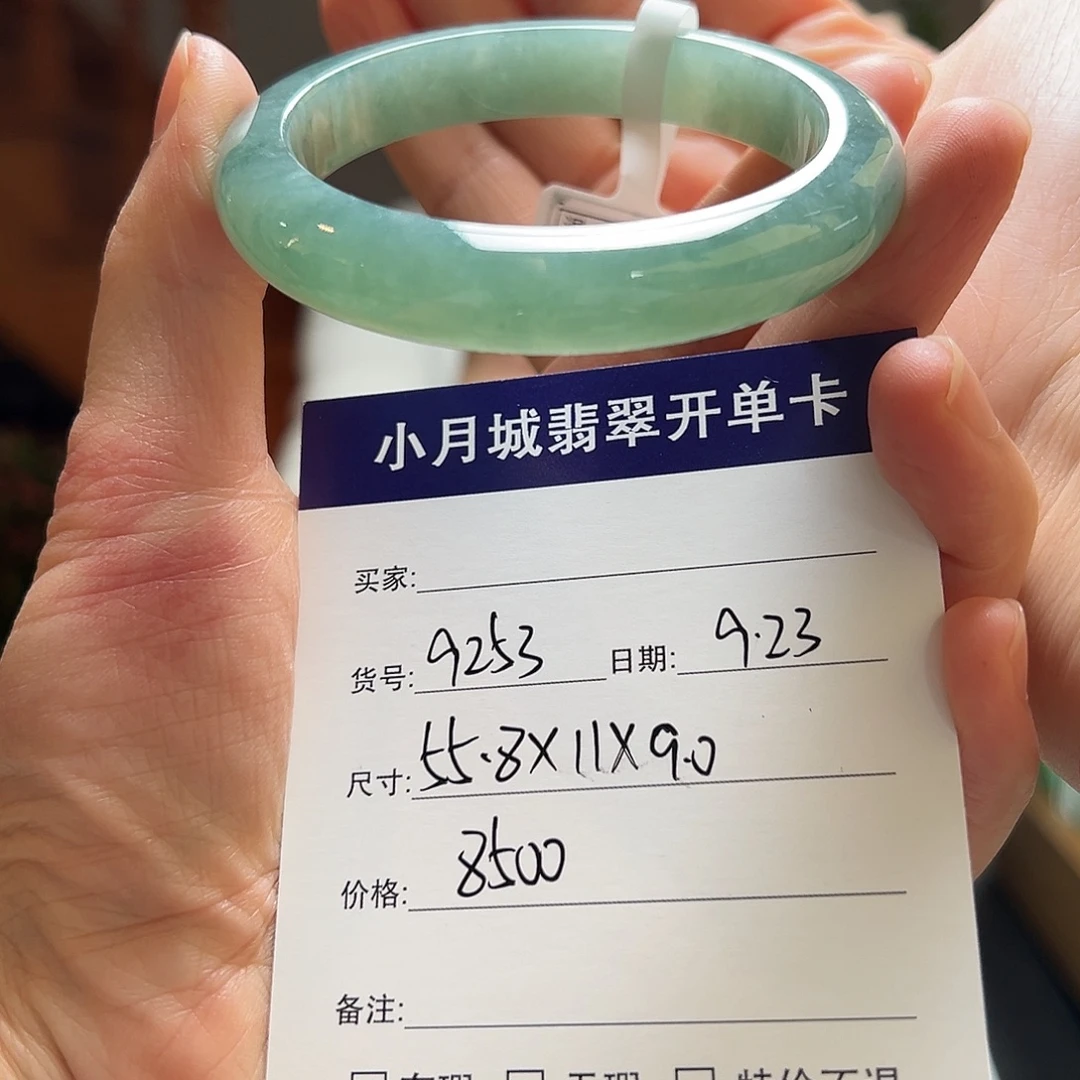 小月城翡翠开单卡
买家:
货号: 9253 日期: 9.23
尺寸: 55.8X11X9.0
价格: 8500
备注: